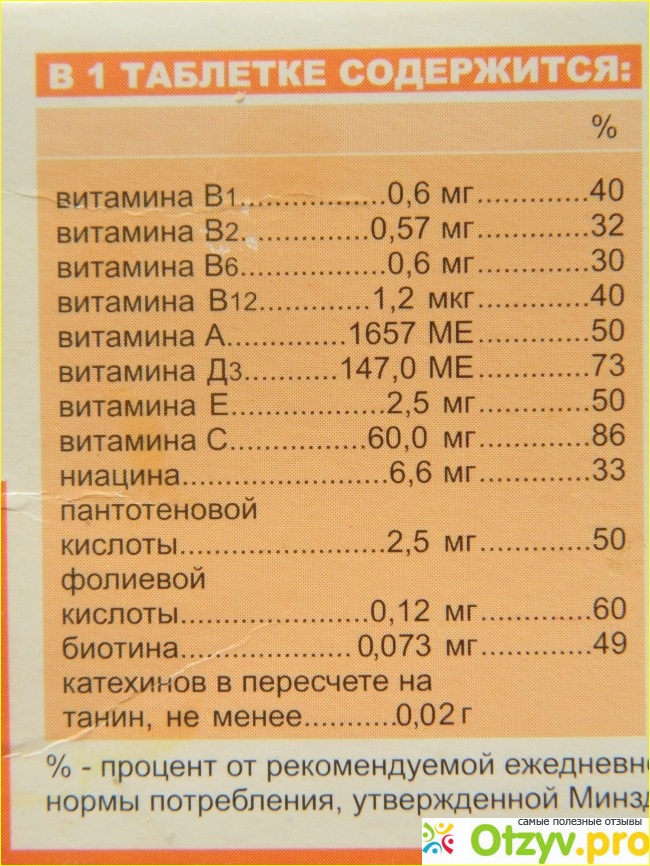 В 1 ТАБЛЕТКЕ СОДЕРЖИТСЯ:
%
витамина В1.................0,6 мг.............40
витамина В2...............0,57 мг.............32
витамина В6.................0,6 мг.............30
витамина В12.............1,2 мкг.............40
витамина А..............1657 МЕ.............50
витамина Д3...........147,0 МЕ.............73
витамина Е..................2,5 мг.............50
витамина С................60,0 мг.............86
ниацина........................6,6 мг.............33
пантотеновой
кислоты........................2,5 мг.............50
фолиевой
кислоты......................0,12 мг.............60
биотина.................... 0,073 мг.............49
катехинов в пересчете на
танин, не менее...........0,02 г
% - процент от рекомендуемой ежедневн
нормы потребления, утвержденной Минз
самые полезные отзывы
Otzyv.pro